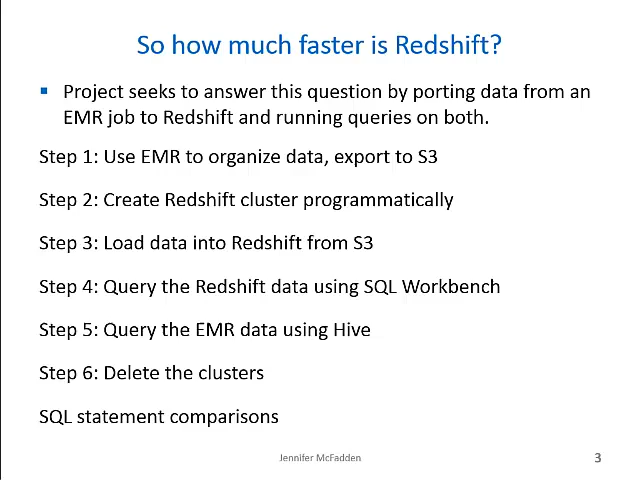 So how much faster is Redshift?
▪ Project seeks to answer this question by porting data from an
EMR job to Redshift and running queries on both.
Step 1: Use EMR to organize data, export to S3
Step 2: Create Redshift cluster programmatically
Step 3: Load data into Redshift from S3
Step 4: Query the Redshift data using SQL Workbench
Step 5: Query the EMR data using Hive
Step 6: Delete the clusters
SQL statement comparisons
Jennifer McFadden
3